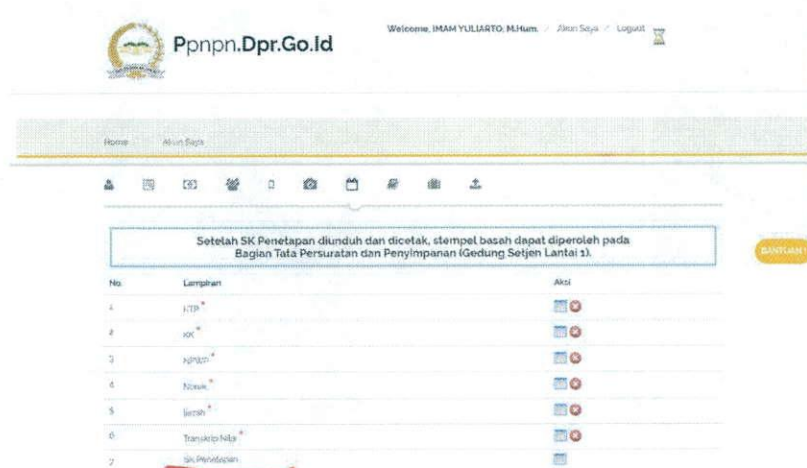 Ppnpn.Dpr.Go.Id
Welcome, IMAM YULIARTO, M.Hum. / Akun Saya / Logout
Home Akun Saya
Setelah SK Penetapan diunduh dan dicetak, stempel basah dapat diperoleh pada
Bagian Tata Persuratan dan Penyimpanan (Gedung Setjen Lantai 1).
BANTUAN
No. Lampiran Aksi
1 KTP *
2 KK *
3 NPWP *
4 Norek *
5 Ijazah *
6 Transkrip Nilai *
7 SK Penetapan